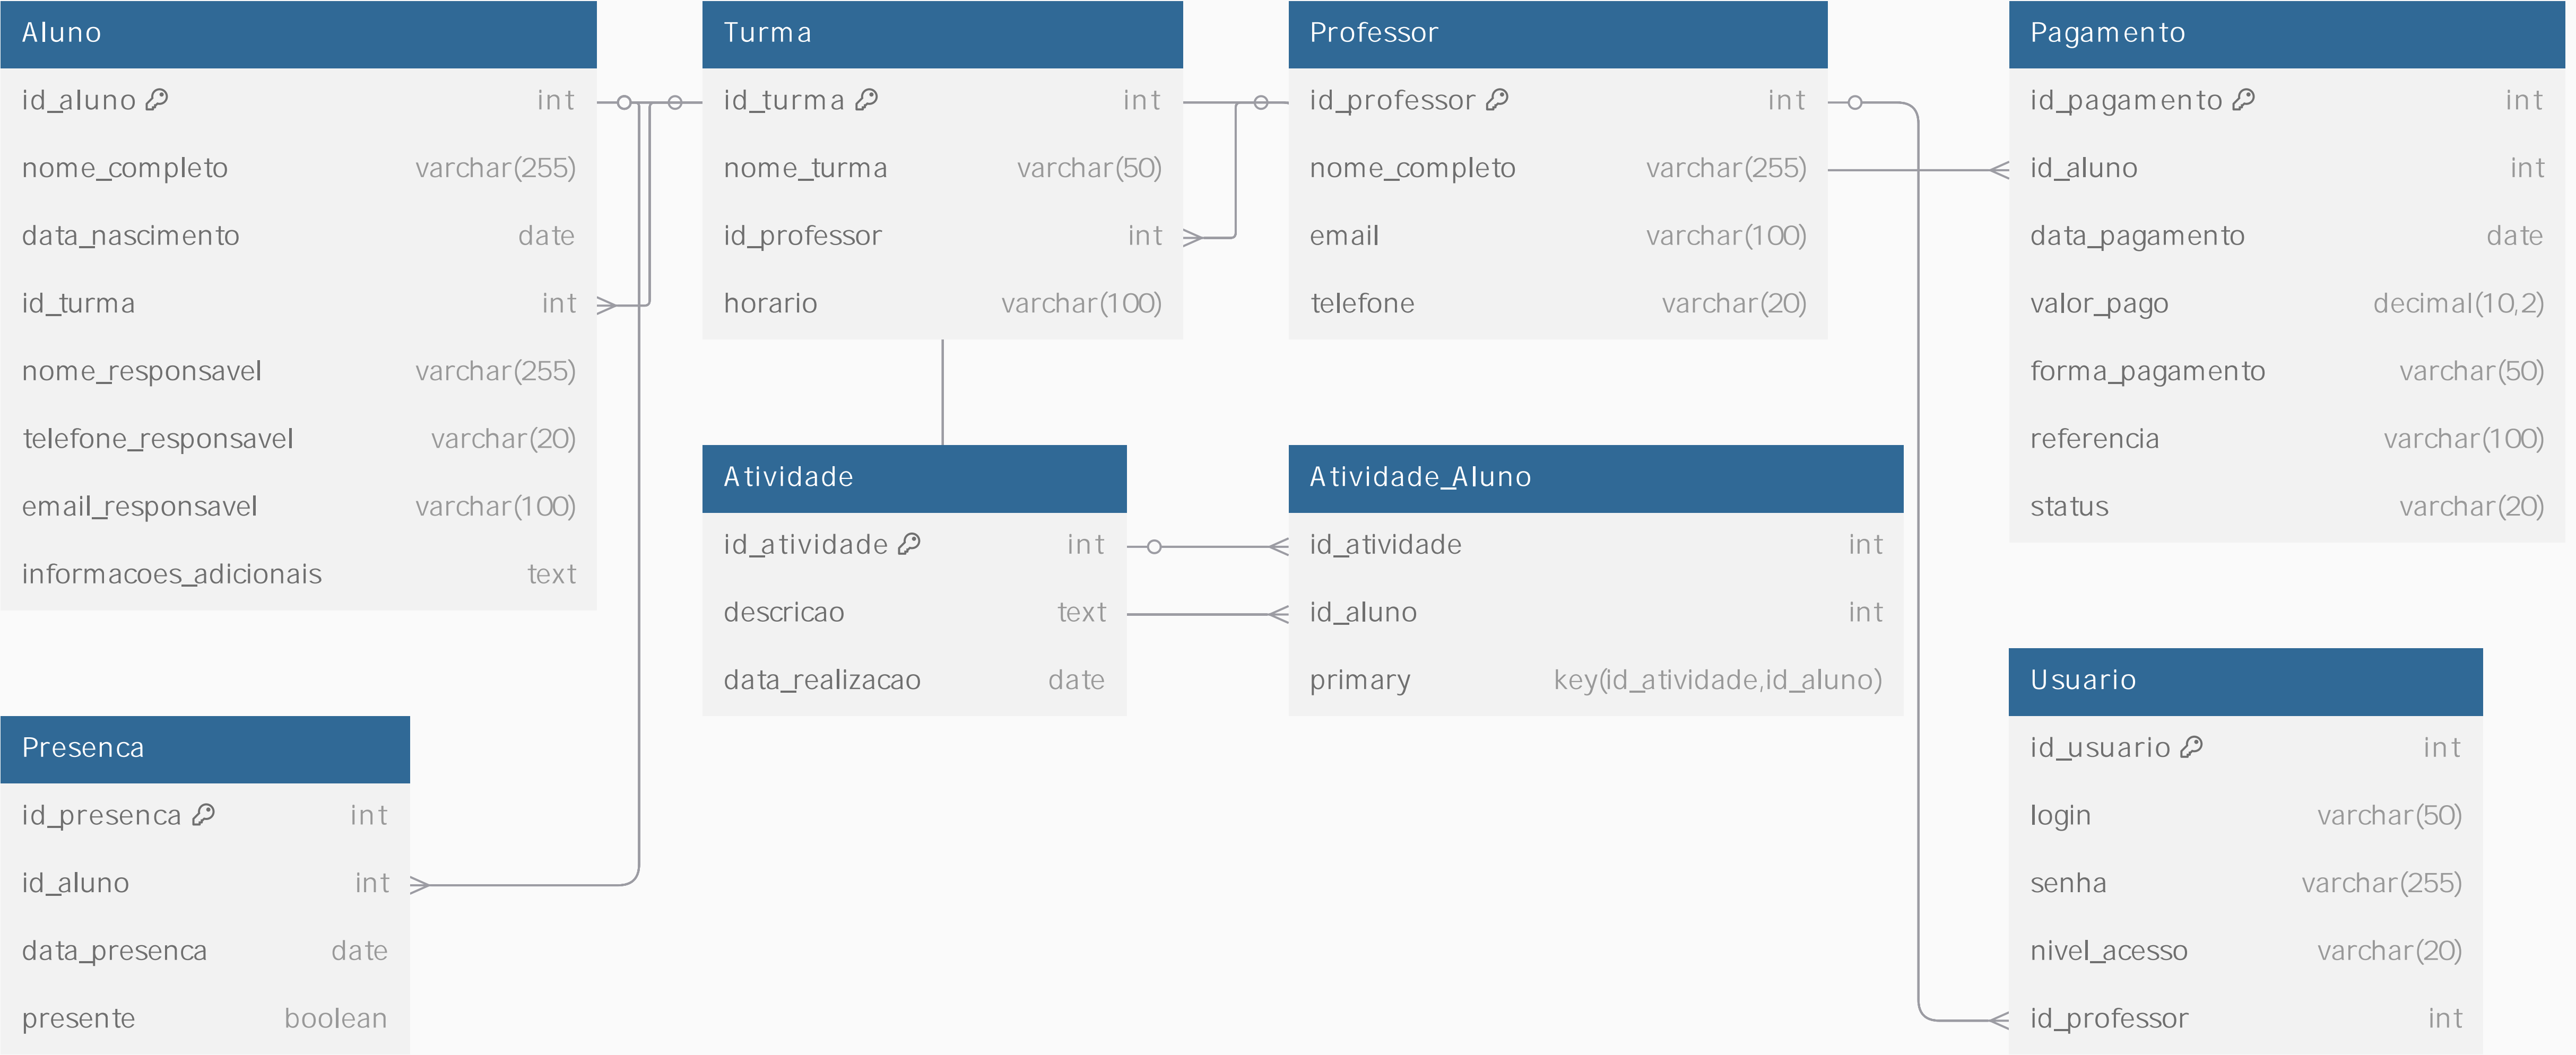 Aluno
id_aluno int
nome_completo varchar(255)
data_nascimento date
id_turma int
nome_responsavel varchar(255)
telefone_responsavel varchar(20)
email_responsavel varchar(100)
informacoes_adicionais text
Turma
id_turma int
nome_turma varchar(50)
id_professor int
horario varchar(100)
Professor
id_professor int
nome_completo varchar(255)
email varchar(100)
telefone varchar(20)
Pagamento
id_pagamento int
id_aluno int
data_pagamento date
valor_pago decimal(10,2)
forma_pagamento varchar(50)
referencia varchar(100)
status varchar(20)
Atividade
id_atividade int
descricao text
data_realizacao date
Atividade_Aluno
id_atividade int
id_aluno int
primary key(id_atividade,id_aluno)
Presenca
id_presenca int
id_aluno int
data_presenca date
presente boolean
Usuario
id_usuario int
login varchar(50)
senha varchar(255)
nivel_acesso varchar(20)
id_professor int